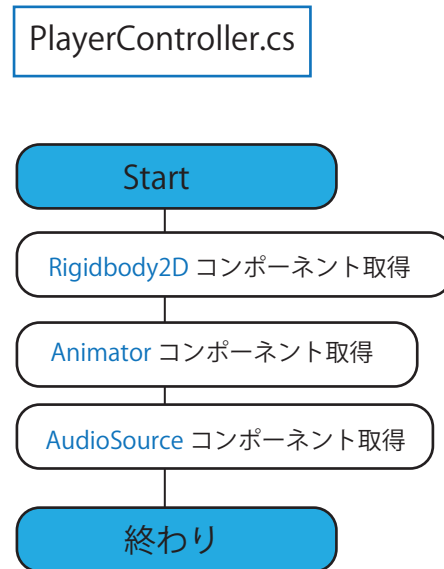 PlayerController.cs
Start
Rigidbody2D コンポーネント取得
Animator コンポーネント取得
AudioSource コンポーネント取得
終わり